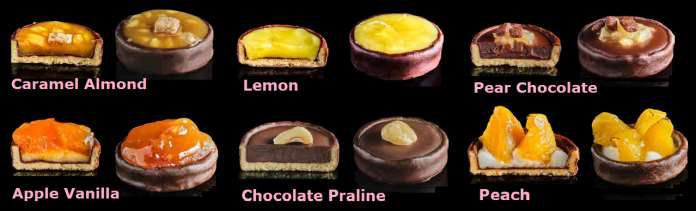 Caramel Almond
Lemon
Pear Chocolate
Apple Vanilla
Chocolate Praline
Peach